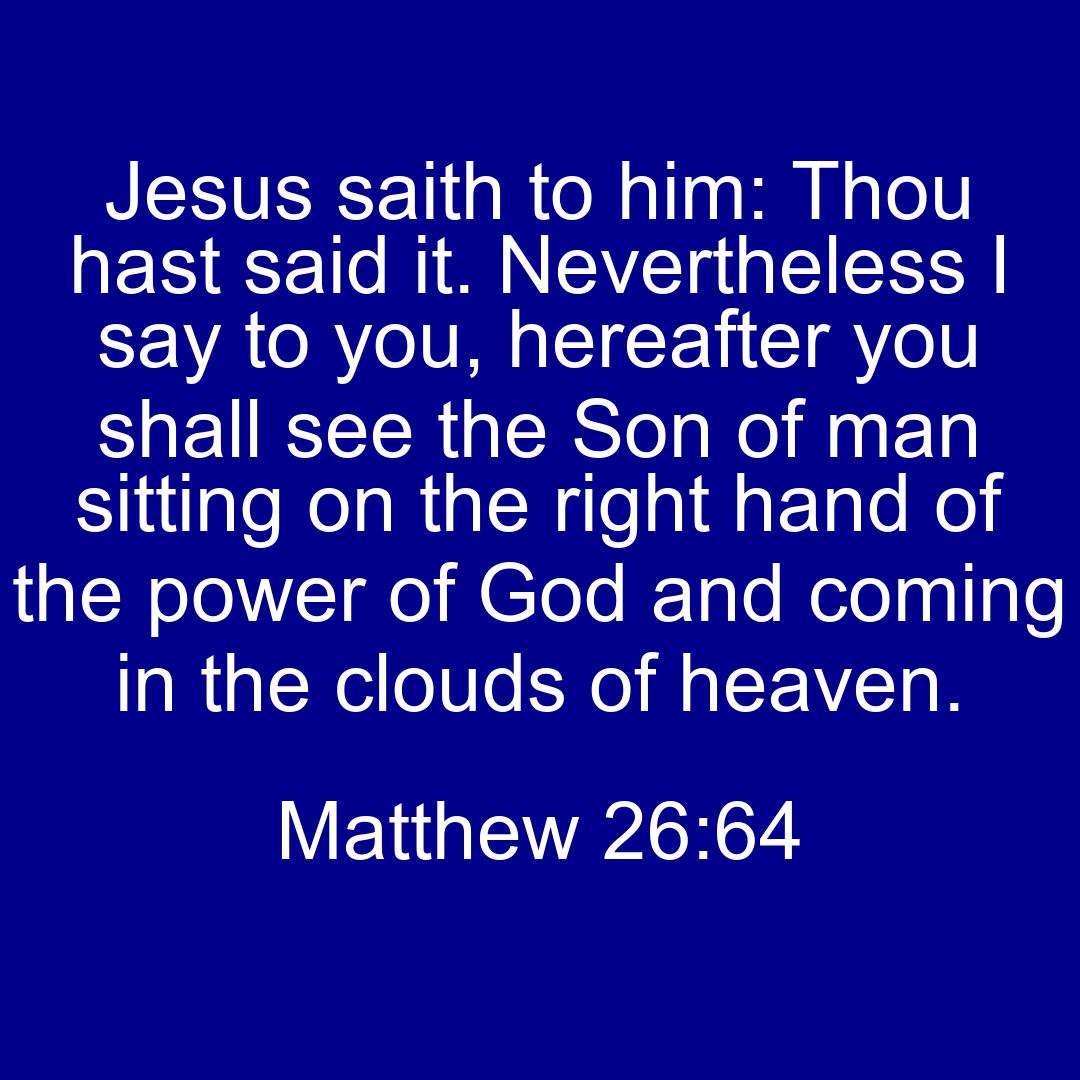 Jesus saith to him: Thou
hast said it. Nevertheless I
say to you, hereafter you
shall see the Son of man
sitting on the right hand of
the power of God and coming
in the clouds of heaven.
Matthew 26:64